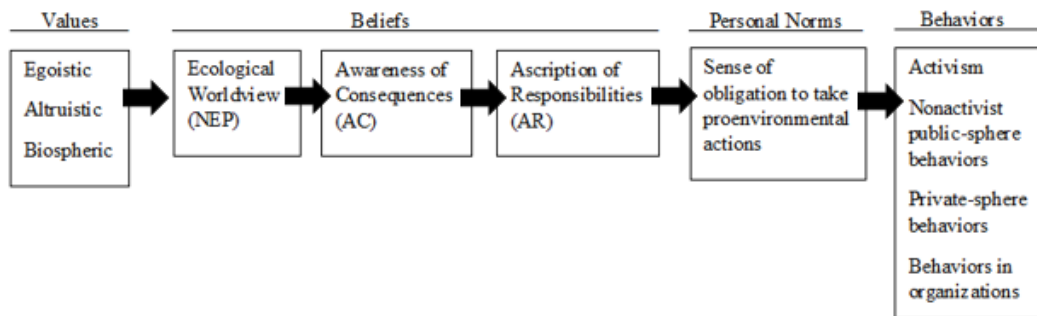 Values
Beliefs
Personal Norms
Behaviors
Egoistic
Altruistic
Biospheric
Ecological
Worldview
(NEP)
Awareness of
Consequences
(AC)
Ascription of
Responsibilities
(AR)
Sense of
obligation to take
proenvironmental
actions
Activism
Nonactivist
public-sphere
behaviors
Private-sphere
behaviors
Behaviors in
organizations